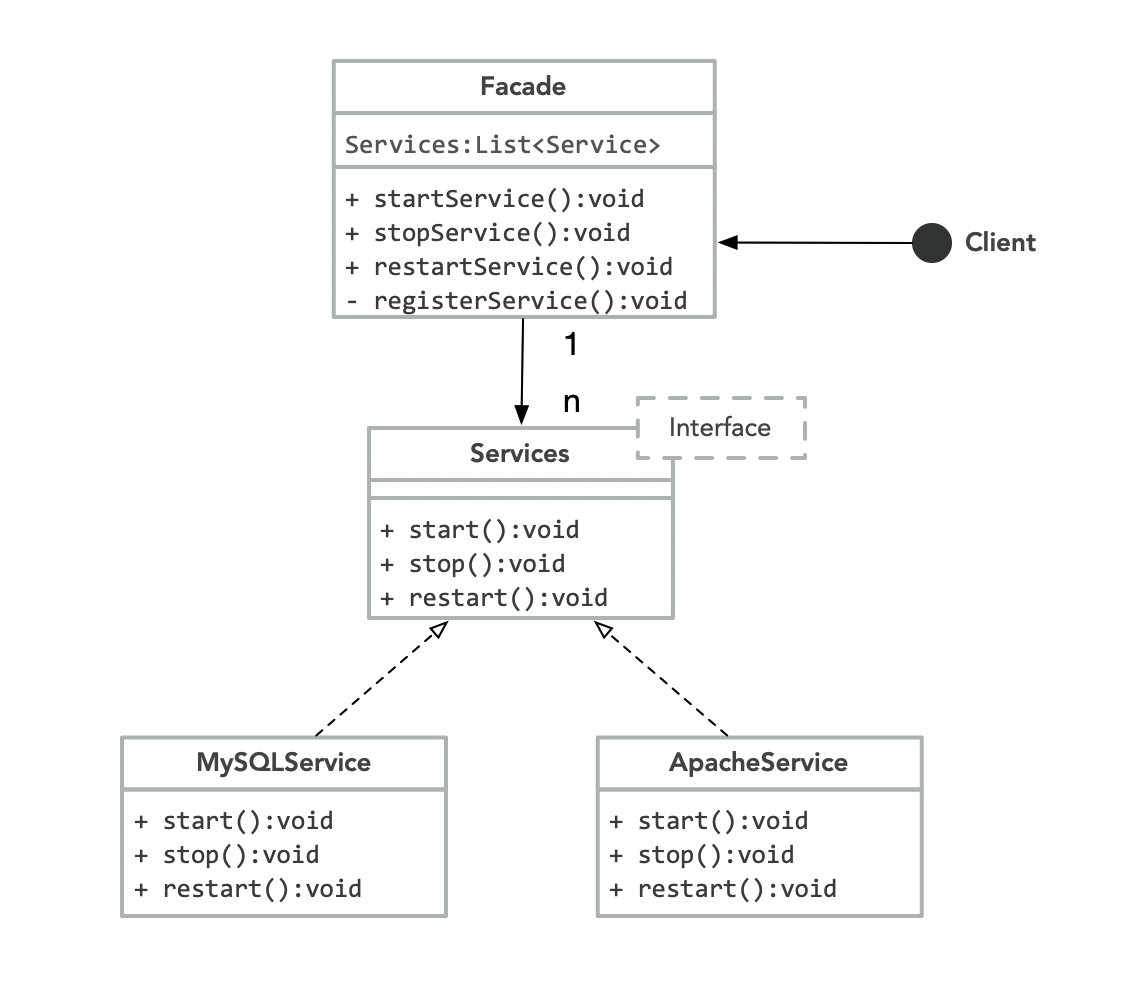 Facade
Services:List<Service>
+ startService():void
+ stopService():void
+ restartService():void
- registerService():void
Client
1
n
Interface
Services
+ start():void
+ stop():void
+ restart():void
MySQLService
+ start():void
+ stop():void
+ restart():void
ApacheService
+ start():void
+ stop():void
+ restart():void